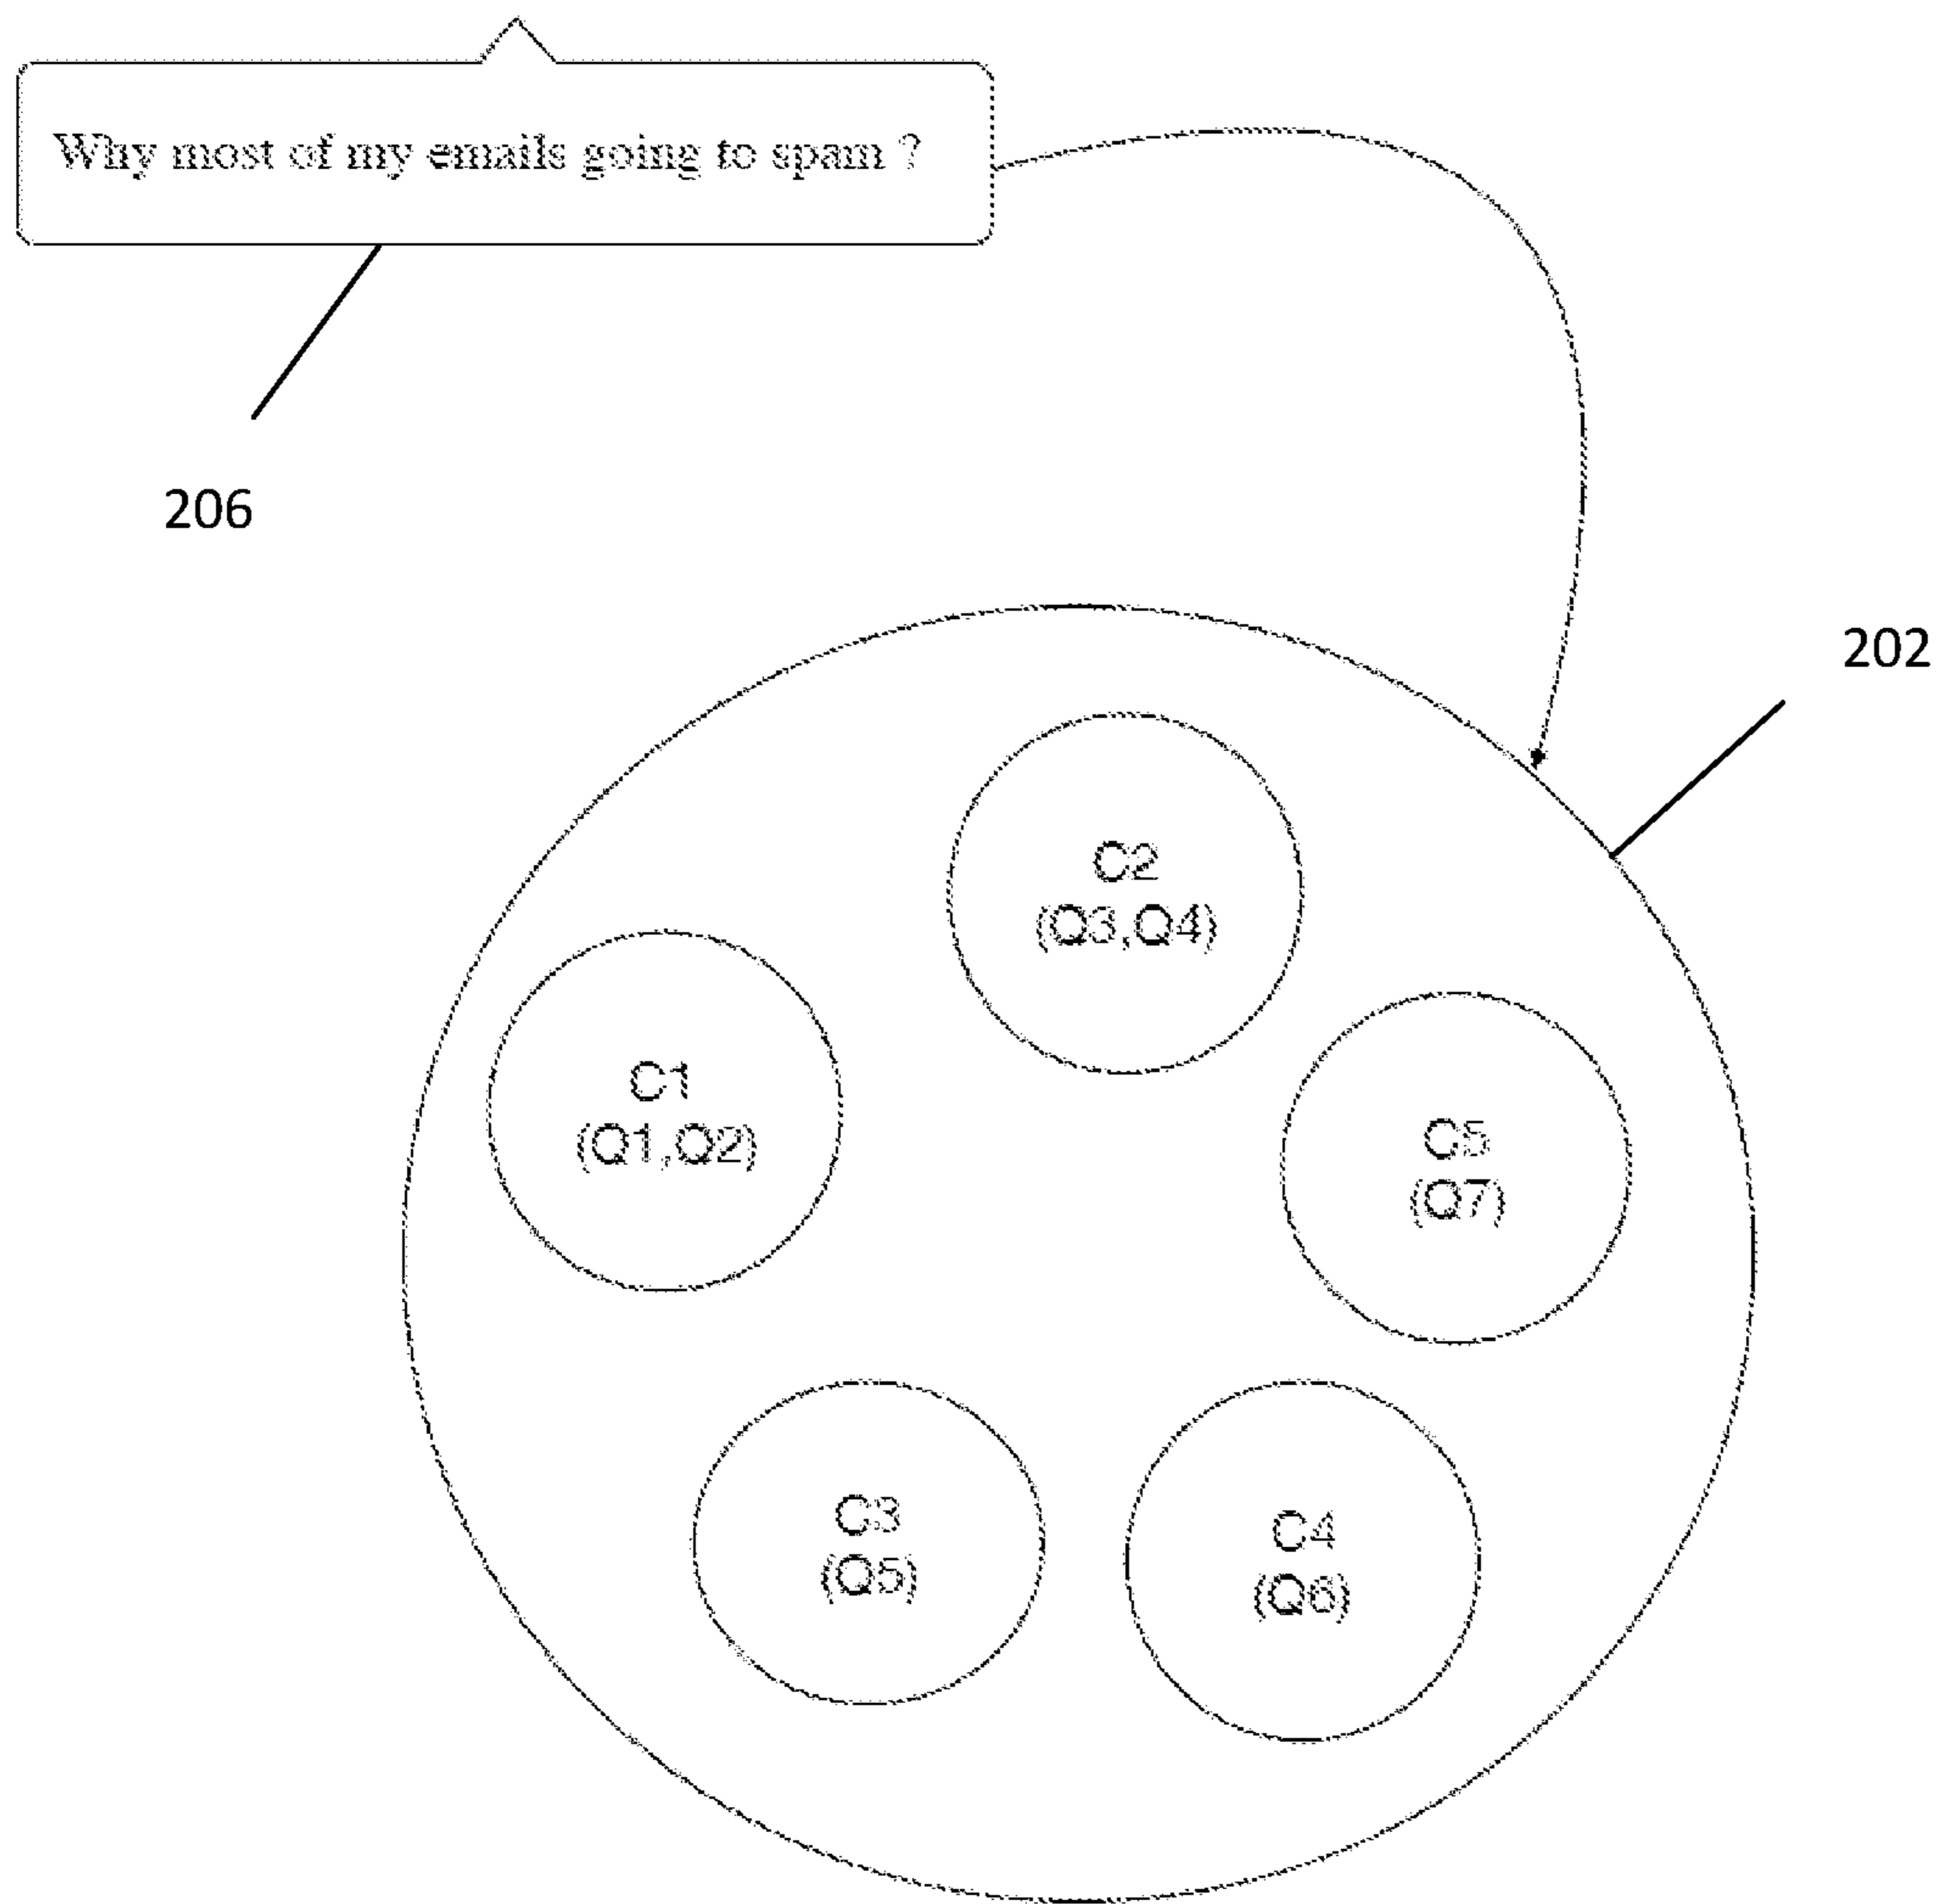 Why most of my emails going to spam ?
206
202
C2
(Q3,Q4)
C1
(Q1,Q2)
C5
(Q7)
C3
(Q5)
C4
(Q6)